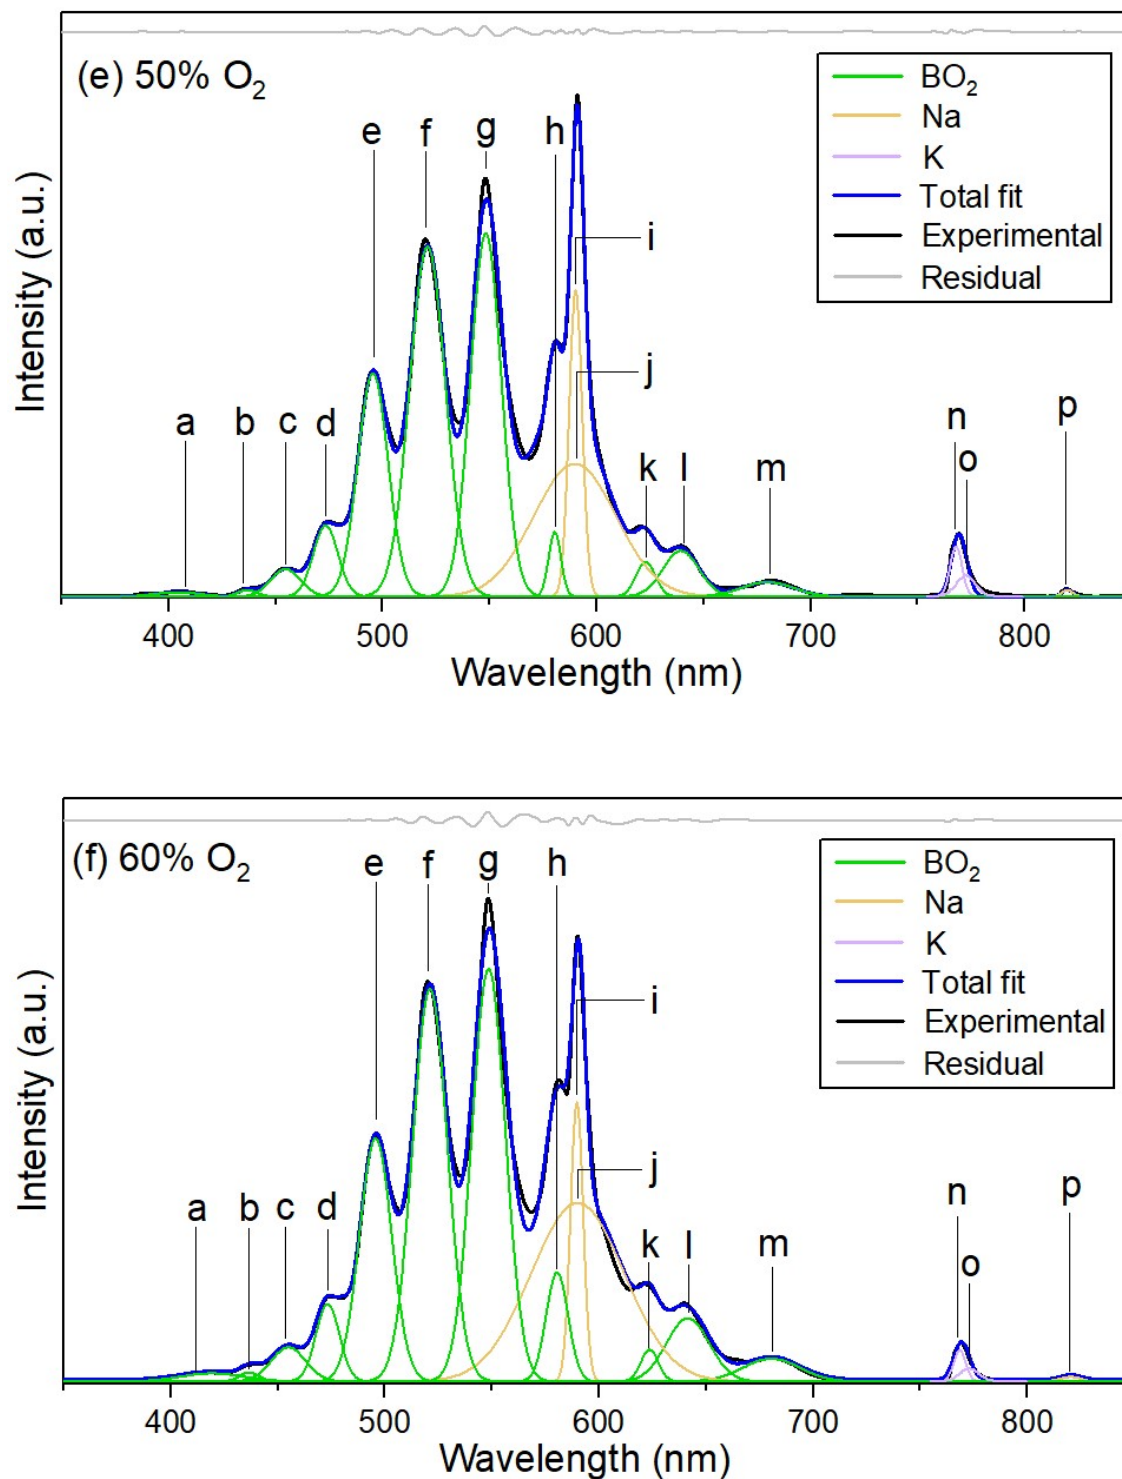 (e) 50% O₂
BO₂
Na
K
Total fit
Experimental
Residual
a b c d e f g h i j k l m n o p
Intensity (a.u.)
400 500 600 700 800
Wavelength (nm)
(f) 60% O₂
BO₂
Na
K
Total fit
Experimental
Residual
a b c d e f g h i j k l m n o p
Intensity (a.u.)
400 500 600 700 800
Wavelength (nm)